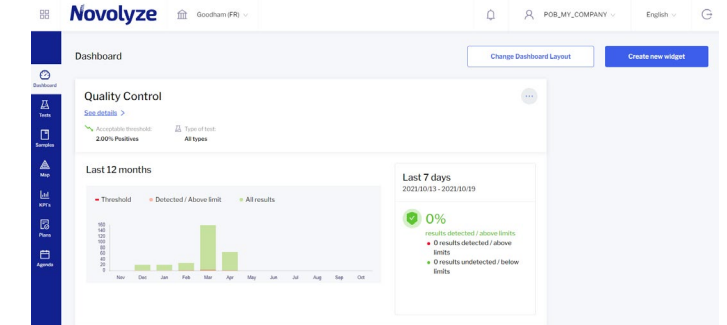 Novolyze
Goodham (FR)
POB_MY_COMPANY
English
Dashboard
Change Dashboard Layout
Create new widget
Dashboard
Tests
Samples
Map
KPI's
Plans
Agenda
Quality Control
See details >
Acceptable threshold:
2.00% Positives
Type of test:
All types
Last 12 months
Threshold
Detected / Above limit
All results
160
140
120
100
80
60
40
20
0
Nov Dec Jan Feb Mar Apr May Jun Jul Aug Sep Oct
Last 7 days
2021/10/13 - 2021/10/19
0%
results detected / above limits
0 results detected / above
limits
0 results undetected / below
limits